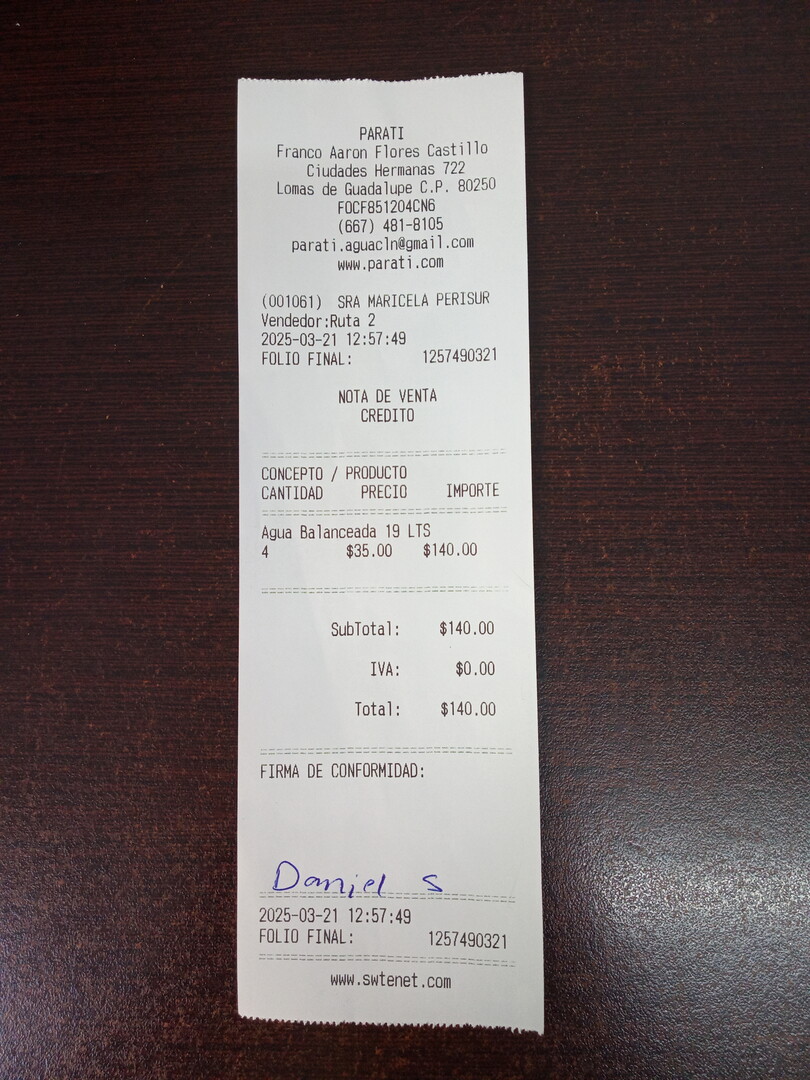 PARATI
Franco Aaron Flores Castillo
Ciudades Hermanas 722
Lomas de Guadalupe C.P. 80250
FOCF851204CN6
(667) 481-8105
parati.aguacln@gmail.com
www.parati.com
(001061) SRA MARICELA PERISUR
Vendedor:Ruta 2
2025-03-21 12:57:49
FOLIO FINAL: 1257490321
NOTA DE VENTA
CREDITO
CONCEPTO / PRODUCTO
CANTIDAD PRECIO IMPORTE
Agua Balanceada 19 LTS
4 $35.00 $140.00
SubTotal: $140.00
IVA: $0.00
Total: $140.00
FIRMA DE CONFORMIDAD:
Daniel S
2025-03-21 12:57:49
FOLIO FINAL: 1257490321
www.swtenet.com